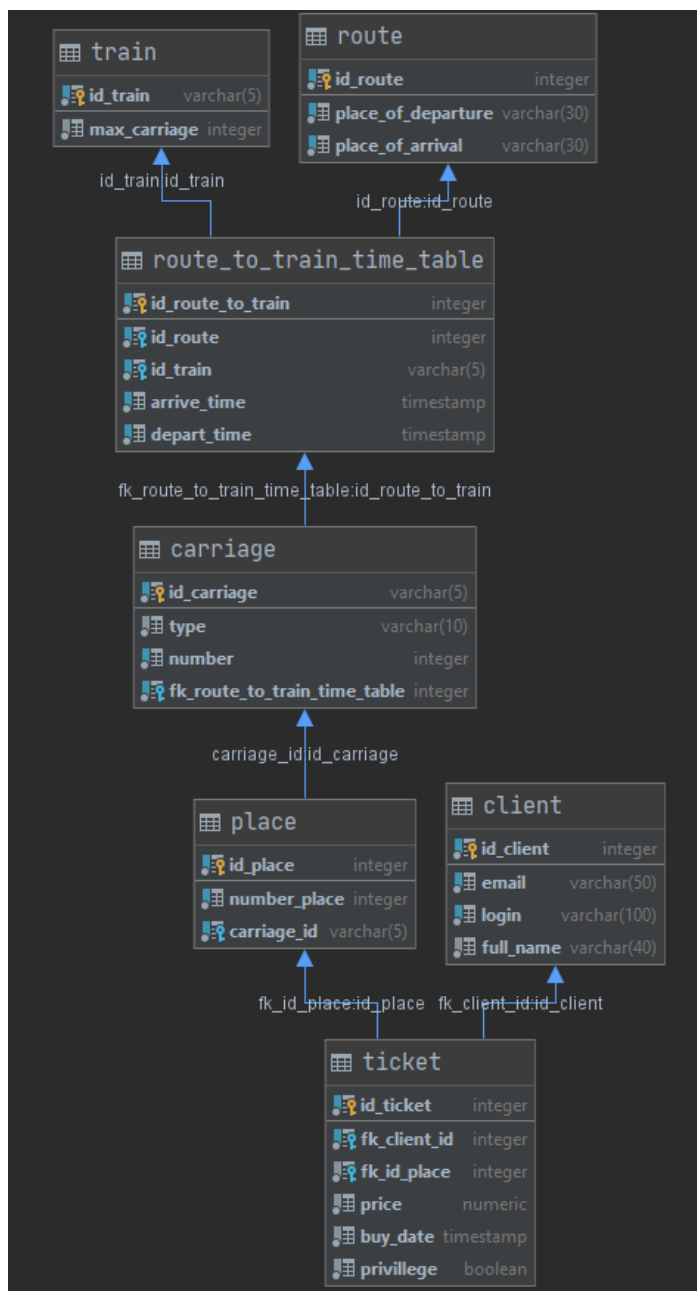 train
id_train varchar(5)
max_carriage integer
route
id_route integer
place_of_departure varchar(30)
place_of_arrival varchar(30)
id_train:id_train
id_route:id_route
route_to_train_time_table
id_route_to_train integer
id_route integer
id_train varchar(5)
arrive_time timestamp
depart_time timestamp
fk_route_to_train_time_table:id_route_to_train
carriage
id_carriage varchar(5)
type varchar(10)
number integer
fk_route_to_train_time_table integer
carriage_id:id_carriage
place
id_place integer
number_place integer
carriage_id varchar(5)
client
id_client integer
email varchar(50)
login varchar(100)
full_name varchar(40)
fk_id_place:id_place
fk_client_id:id_client
ticket
id_ticket integer
fk_client_id integer
fk_id_place integer
price numeric
buy_date timestamp
privillege boolean